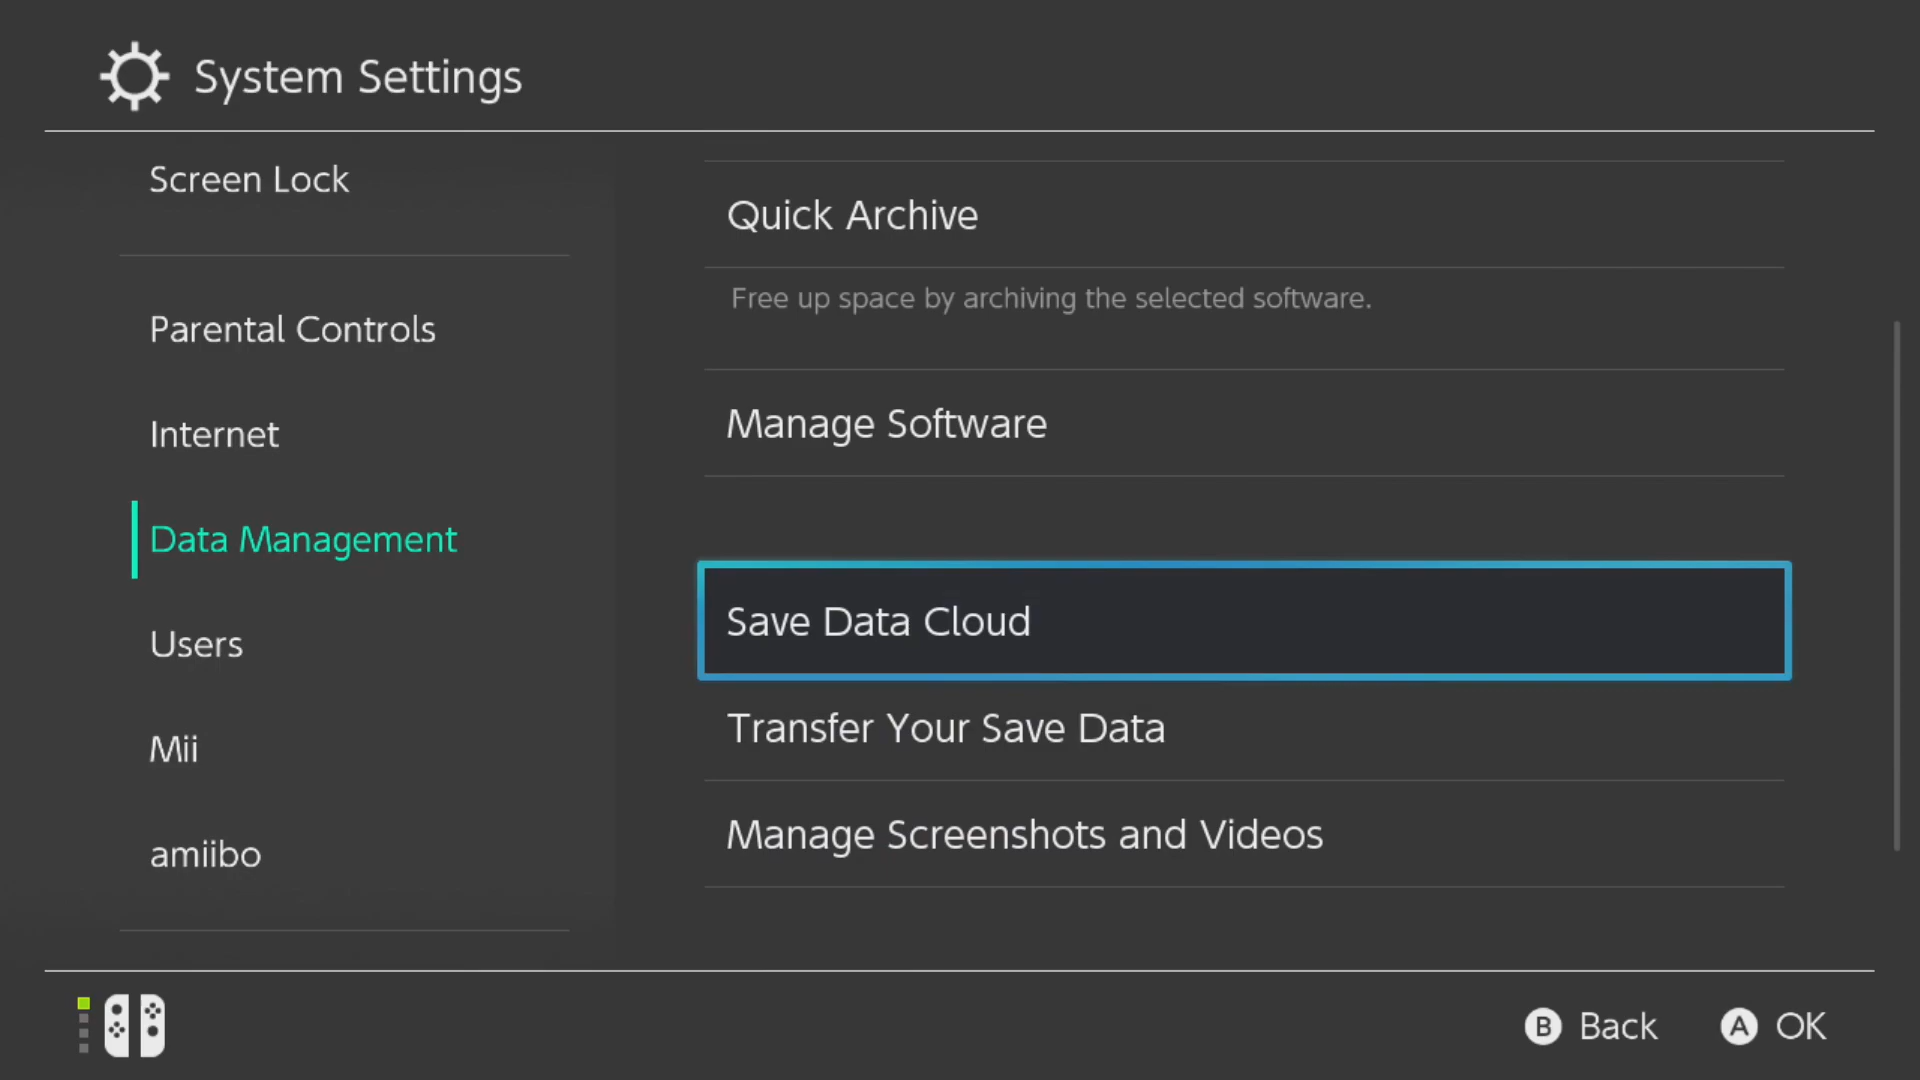 System Settings
Screen Lock
Parental Controls
Internet
Data Management
Users
Mii
amiibo
Quick Archive
Free up space by archiving the selected software.
Manage Software
Save Data Cloud
Transfer Your Save Data
Manage Screenshots and Videos
B Back A OK